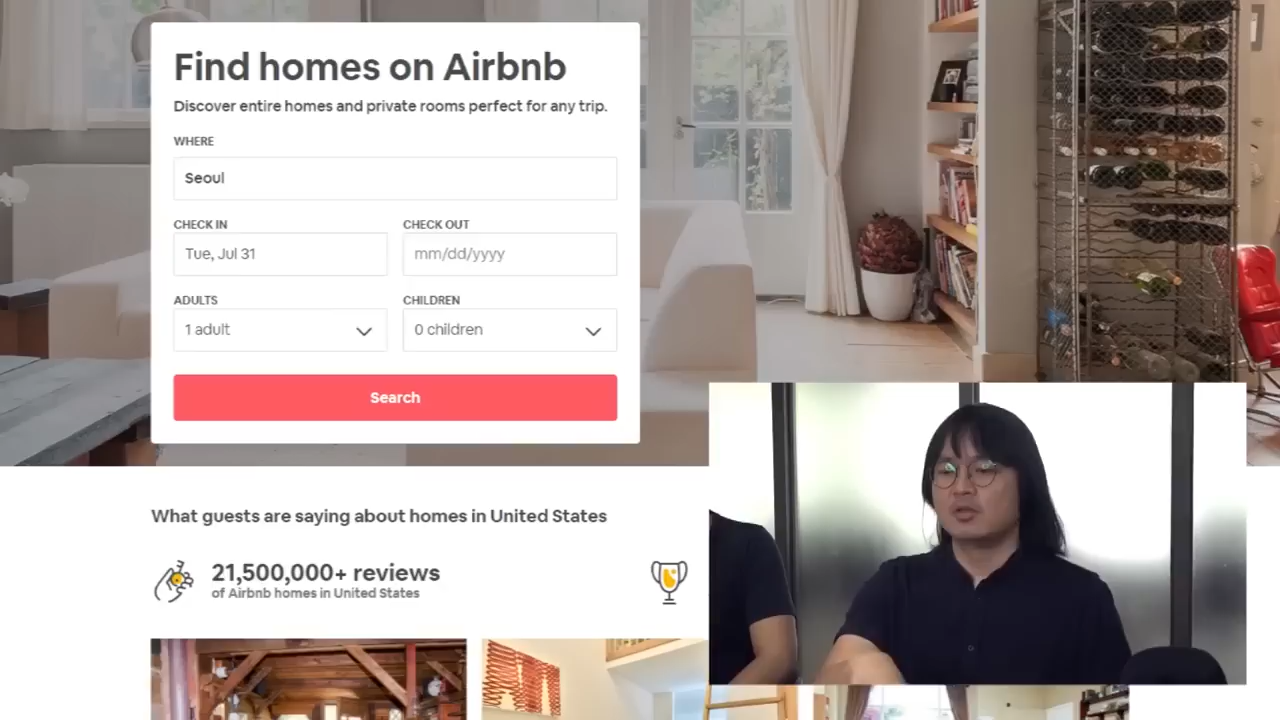 Find homes on Airbnb
Discover entire homes and private rooms perfect for any trip.
WHERE
Seoul
CHECK IN
CHECK OUT
Tue, Jul 31
mm/dd/yyyy
ADULTS
CHILDREN
1 adult
0 children
Search
What guests are saying about homes in United States
21,500,000+ reviews
of Airbnb homes in United States